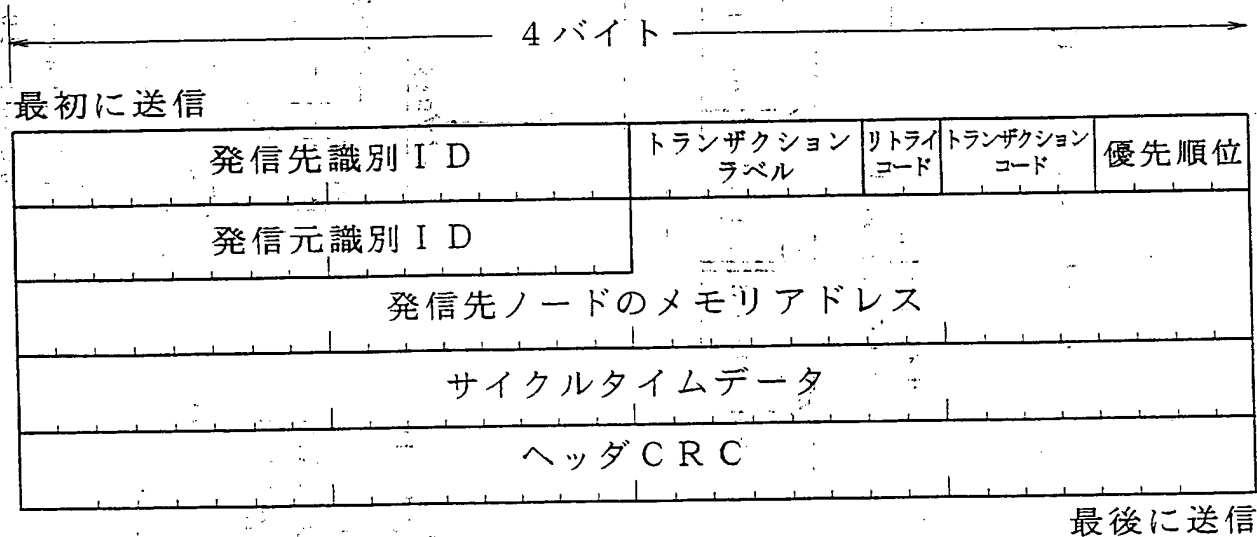 4バイト
最初に送信
発信先識別ID
トランザクション
ラベル
リトライ
コード
トランザクション
コード
優先順位
発信元識別ID
発信先ノードのメモリアドレス
サイクルタイムデータ
ヘッダCRC
最後に送信